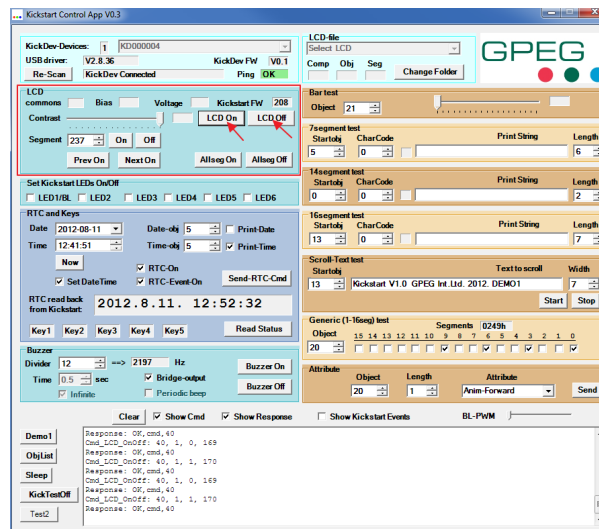 Kickstart Control App V0.3
KickDev-Devices: 1 KD000004
USB driver: V2.8.36 KickDev FW V0.1
Re-Scan KickDev Connected Ping OK
LCD-file
Select LCD
Comp Obj Seg Change Folder
GPEG
LCD
commons Bias Voltage Kickstart FW 208
Contrast LCD On LCD Off
Segment 237 On Off
Prev On Next On Allseg On Allseg Off
Set Kickstart LEDs On/Off
LED1/BL LED2 LED3 LED4 LED5 LED6
RTC and Keys
Date 2012-08-11 Date-obj 5 Print-Date
Time 12:41:51 Time-obj 5 Print-Time
Now RTC-On
Set DateTime RTC-Event-On Send-RTC-Cmd
RTC read back from Kickstart: 2012.8.11. 12:52:32
Key1 Key2 Key3 Key4 Key5 Read Status
Buzzer
Divider 12 ==> 2197 Hz Buzzer On
Time 0.5 sec Bridge-output Buzzer Off
Infinite Periodic beep
Bar test
Object 21
7segment test
Startobj CharCode Print String Length
5 0 6
14segment test
Startobj CharCode Print String Length
0 0 2
16segment test
Startobj CharCode Print String Length
13 0 7
Scroll-Text test
Startobj Text to scroll Width
13 Kickstart V1.0 GPEG Int.Ltd. 2012. DEMO1 7
Start Stop
Generic (1-16seg) test
Object Segments 0249h
15 14 13 12 11 10 9 8 7 6 5 4 3 2 1 0
20
Attribute
Object Length Attribute
20 1 Anim-Forward Send
Clear Show Cmd Show Response Show Kickstart Events BL-PWM
Demo1
ObjList
Sleep
KickTestOff
Test2
Response: OK,cmd,40
Cmd_LCD_OnOff: 40, 1, 0, 169
Response: OK,cmd,40
Cmd_LCD_OnOff: 40, 1, 1, 170
Response: OK,cmd,40
Cmd_LCD_OnOff: 40, 1, 0, 169
Response: OK,cmd,40
Cmd_LCD_OnOff: 40, 1, 1, 170
Response: OK,cmd,40